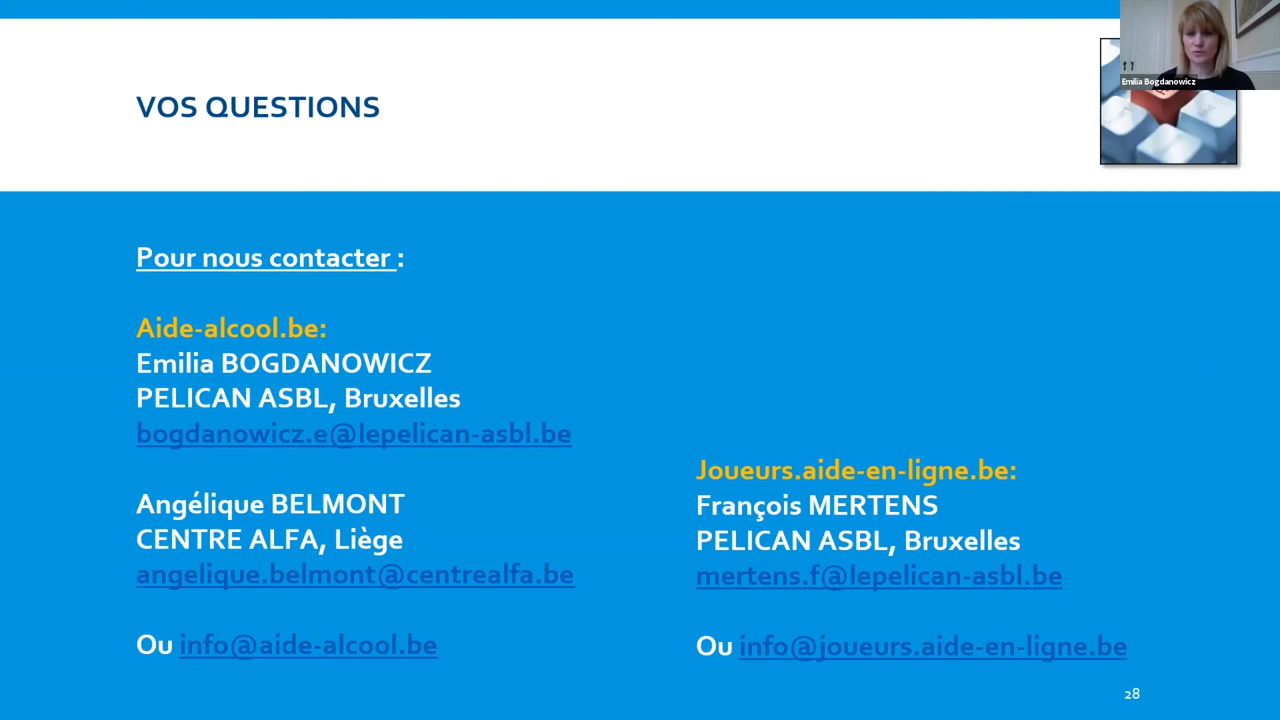 VOS QUESTIONS
Emilia Bogdanowicz
Pour nous contacter :
Aide-alcool.be:
Emilia BOGDANOWICZ
PELICAN ASBL, Bruxelles
bogdanowicz.e@lepelican-asbl.be
Angélique BELMONT
CENTRE ALFA, Liège
angelique.belmont@centrealfa.be
Ou info@aide-alcool.be
Joueurs.aide-en-ligne.be:
François MERTENS
PELICAN ASBL, Bruxelles
mertens.f@lepelican-asbl.be
Ou info@joueurs.aide-en-ligne.be
28